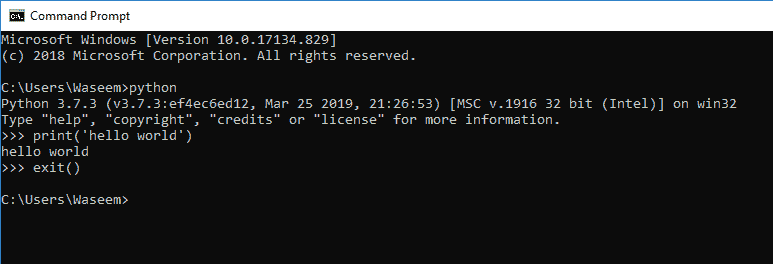 Command Prompt
Microsoft Windows [Version 10.0.17134.829]
(c) 2018 Microsoft Corporation. All rights reserved.
C:\Users\Waseem>python
Python 3.7.3 (v3.7.3:ef4ec6ed12, Mar 25 2019, 21:26:53) [MSC v.1916 32 bit (Intel)] on win32
Type "help", "copyright", "credits" or "license" for more information.
>>> print('hello world')
hello world
>>> exit()
C:\Users\Waseem>